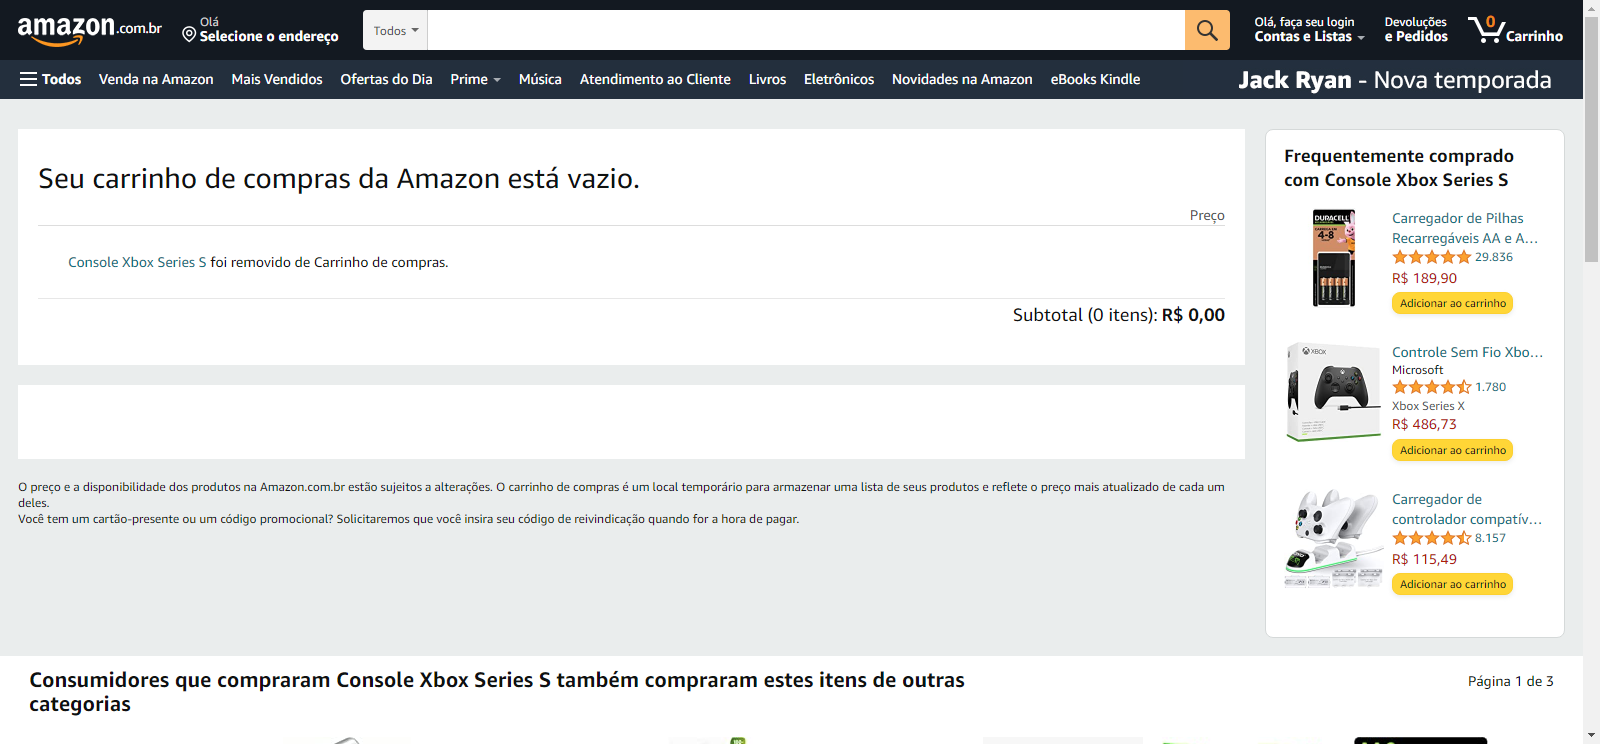 amazon.com.br
Olá
Selecione o endereço
Todos
Olá, faça seu login
Contas e Listas
Devoluções
e Pedidos
0
Carrinho
Todos
Venda na Amazon
Mais Vendidos
Ofertas do Dia
Prime
Música
Atendimento ao Cliente
Livros
Eletrônicos
Novidades na Amazon
eBooks Kindle
Jack Ryan - Nova temporada
Seu carrinho de compras da Amazon está vazio.
Preço
Console Xbox Series S foi removido de Carrinho de compras.
Subtotal (0 itens): R$ 0,00
O preço e a disponibilidade dos produtos na Amazon.com.br estão sujeitos a alterações. O carrinho de compras é um local temporário para armazenar uma lista de seus produtos e reflete o preço mais atualizado de cada um
deles.
Você tem um cartão-presente ou um código promocional? Solicitaremos que você insira seu código de reivindicação quando for a hora de pagar.
Frequentemente comprado
com Console Xbox Series S
DURACELL
4-8
Carregador de Pilhas
Recarregáveis AA e A...
29.836
R$ 189,90
Adicionar ao carrinho
XBOX
Controle Sem Fio Xbo...
Microsoft
1.780
Xbox Series X
R$ 486,73
Adicionar ao carrinho
Carregador de
controlador compatív...
8.157
R$ 115,49
Adicionar ao carrinho
Consumidores que compraram Console Xbox Series S também compraram estes itens de outras
categorias
Página 1 de 3